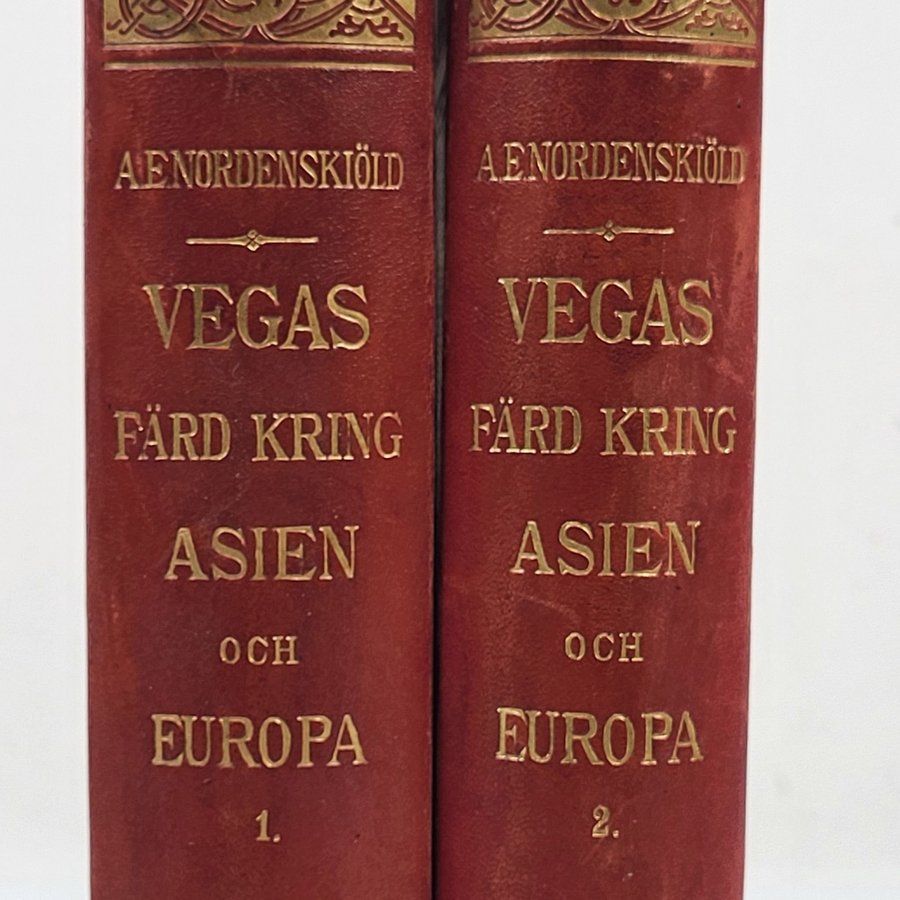 A.E.NORDENSKIÖLD
VEGAS
FÄRD KRING
ASIEN
OCH
EUROPA
1.
A.E.NORDENSKIÖLD
VEGAS
FÄRD KRING
ASIEN
OCH
EUROPA
2.